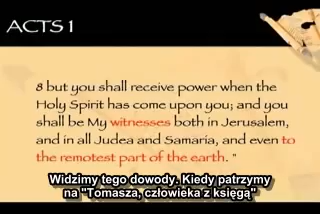 ACTS 1
8 but you shall receive power when the
Holy Spirit has come upon you; and you
shall be My witnesses both in Jerusalem,
and in all Judea and Samaria, and even to
the remotest part of the earth. "
Widzimy tego dowody. Kiedy patrzymy
na "Tomasza, człowieka z księgą"